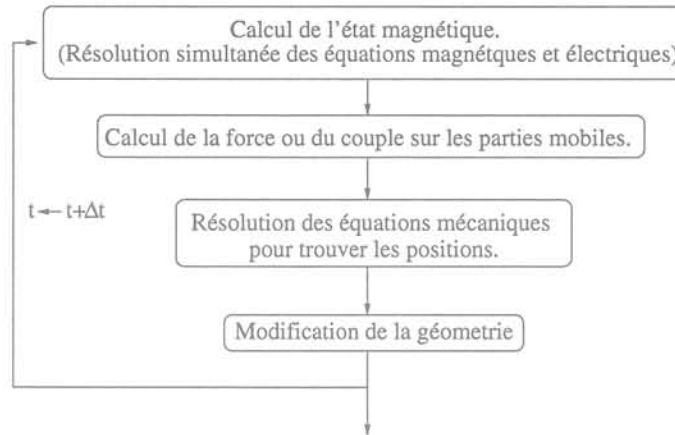 Calcul de l'état magnétique.
(Résolution simultanée des équations magnétques et électriques)
Calcul de la force ou du couple sur les parties mobiles.
t ← t+Δt
Résolution des équations mécaniques
pour trouver les positions.
Modification de la géometrie